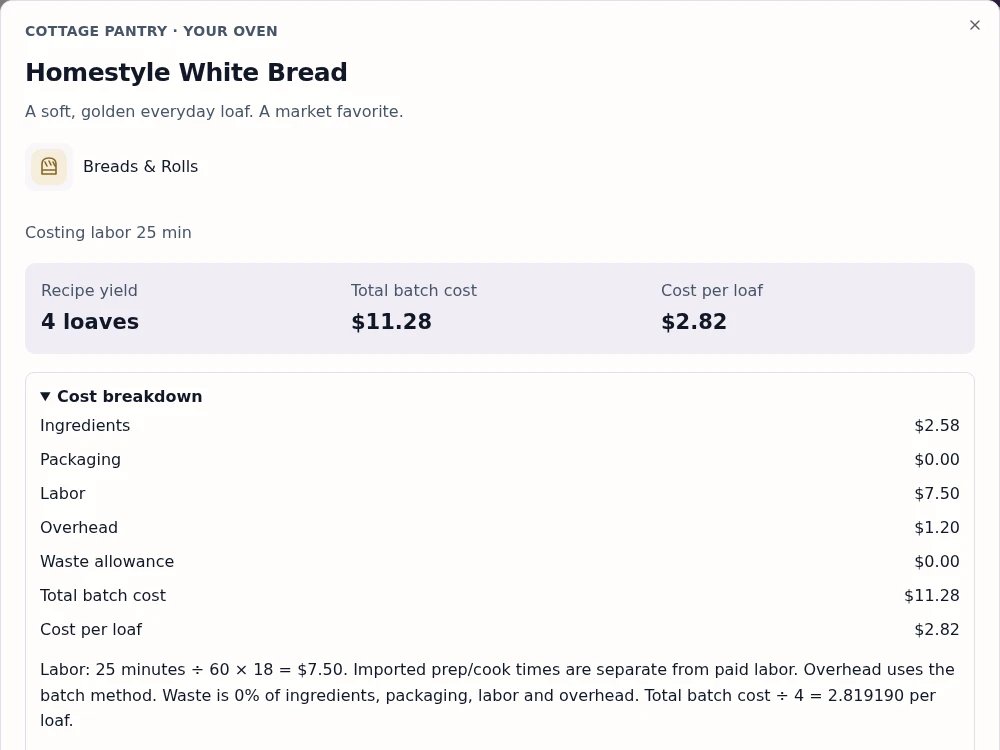 COTTAGE PANTRY · YOUR OVEN
×
Homestyle White Bread
A soft, golden everyday loaf. A market favorite.
Breads & Rolls
Costing labor 25 min
Recipe yield Total batch cost Cost per loaf
4 loaves $11.28 $2.82
▼ Cost breakdown
Ingredients $2.58
Packaging $0.00
Labor $7.50
Overhead $1.20
Waste allowance $0.00
Total batch cost $11.28
Cost per loaf $2.82
Labor: 25 minutes ÷ 60 × 18 = $7.50. Imported prep/cook times are separate from paid labor. Overhead uses the
batch method. Waste is 0% of ingredients, packaging, labor and overhead. Total batch cost ÷ 4 = 2.819190 per
loaf.